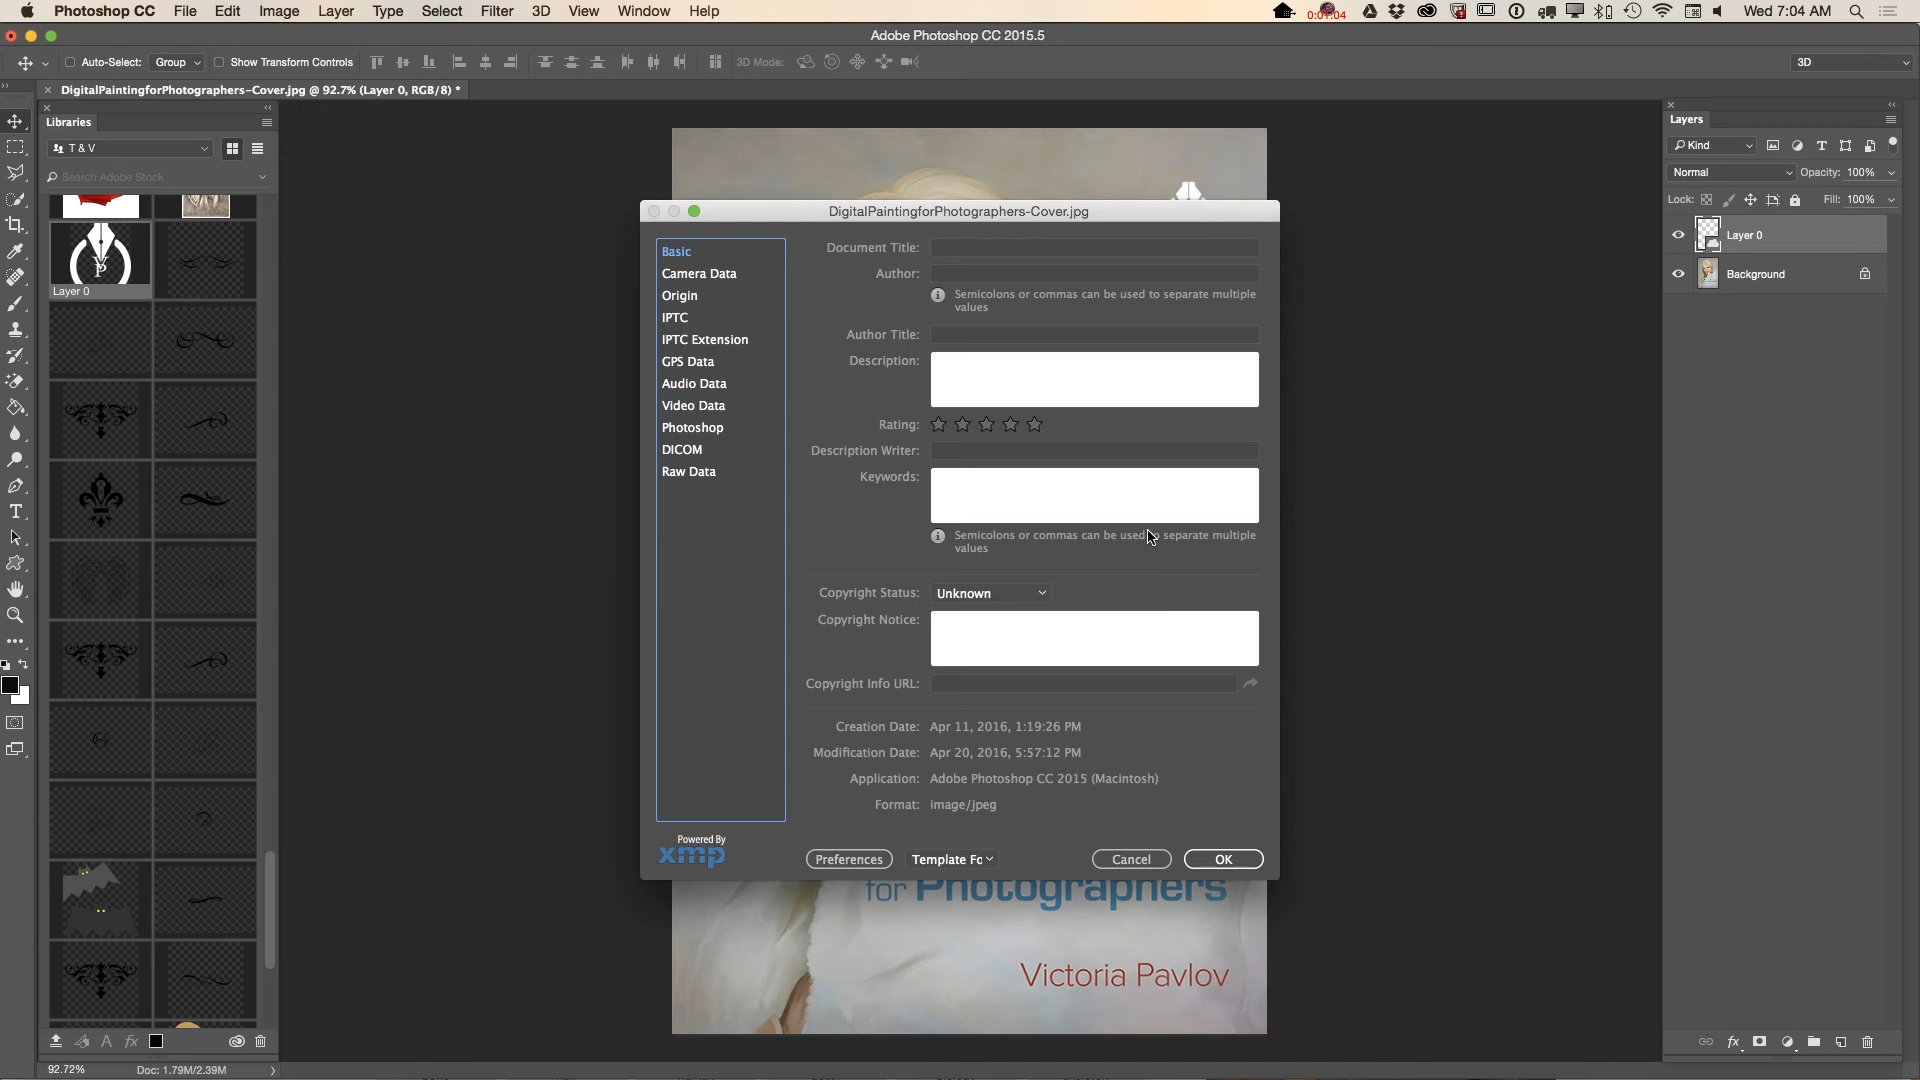 Photoshop CC File Edit Image Layer Type Select Filter 3D View Window Help 0:01:04 Wed 7:04 AM
Adobe Photoshop CC 2015.5
Auto-Select: Group Show Transform Controls 3D Mode: 3D
DigitalPaintingforPhotographers-Cover.jpg @ 92.7% (Layer 0, RGB/8) *
Libraries
T & V
Search Adobe Stock
Layer 0
DigitalPaintingforPhotographers-Cover.jpg
Basic
Camera Data
Origin
IPTC
IPTC Extension
GPS Data
Audio Data
Video Data
Photoshop
DICOM
Raw Data
Document Title:
Author:
Semicolons or commas can be used to separate multiple
values
Author Title:
Description:
Rating:
Description Writer:
Keywords:
Semicolons or commas can be used to separate multiple
values
Copyright Status: Unknown
Copyright Notice:
Copyright Info URL:
Creation Date: Apr 11, 2016, 1:19:26 PM
Modification Date: Apr 20, 2016, 5:57:12 PM
Application: Adobe Photoshop CC 2015 (Macintosh)
Format: image/jpeg
Powered By
xmp
Preferences Template Fo Cancel OK
for Photographers
Victoria Pavlov
Layers
Kind
Normal Opacity: 100%
Lock: Fill: 100%
Layer 0
Background
92.72% Doc: 1.79M/2.39M